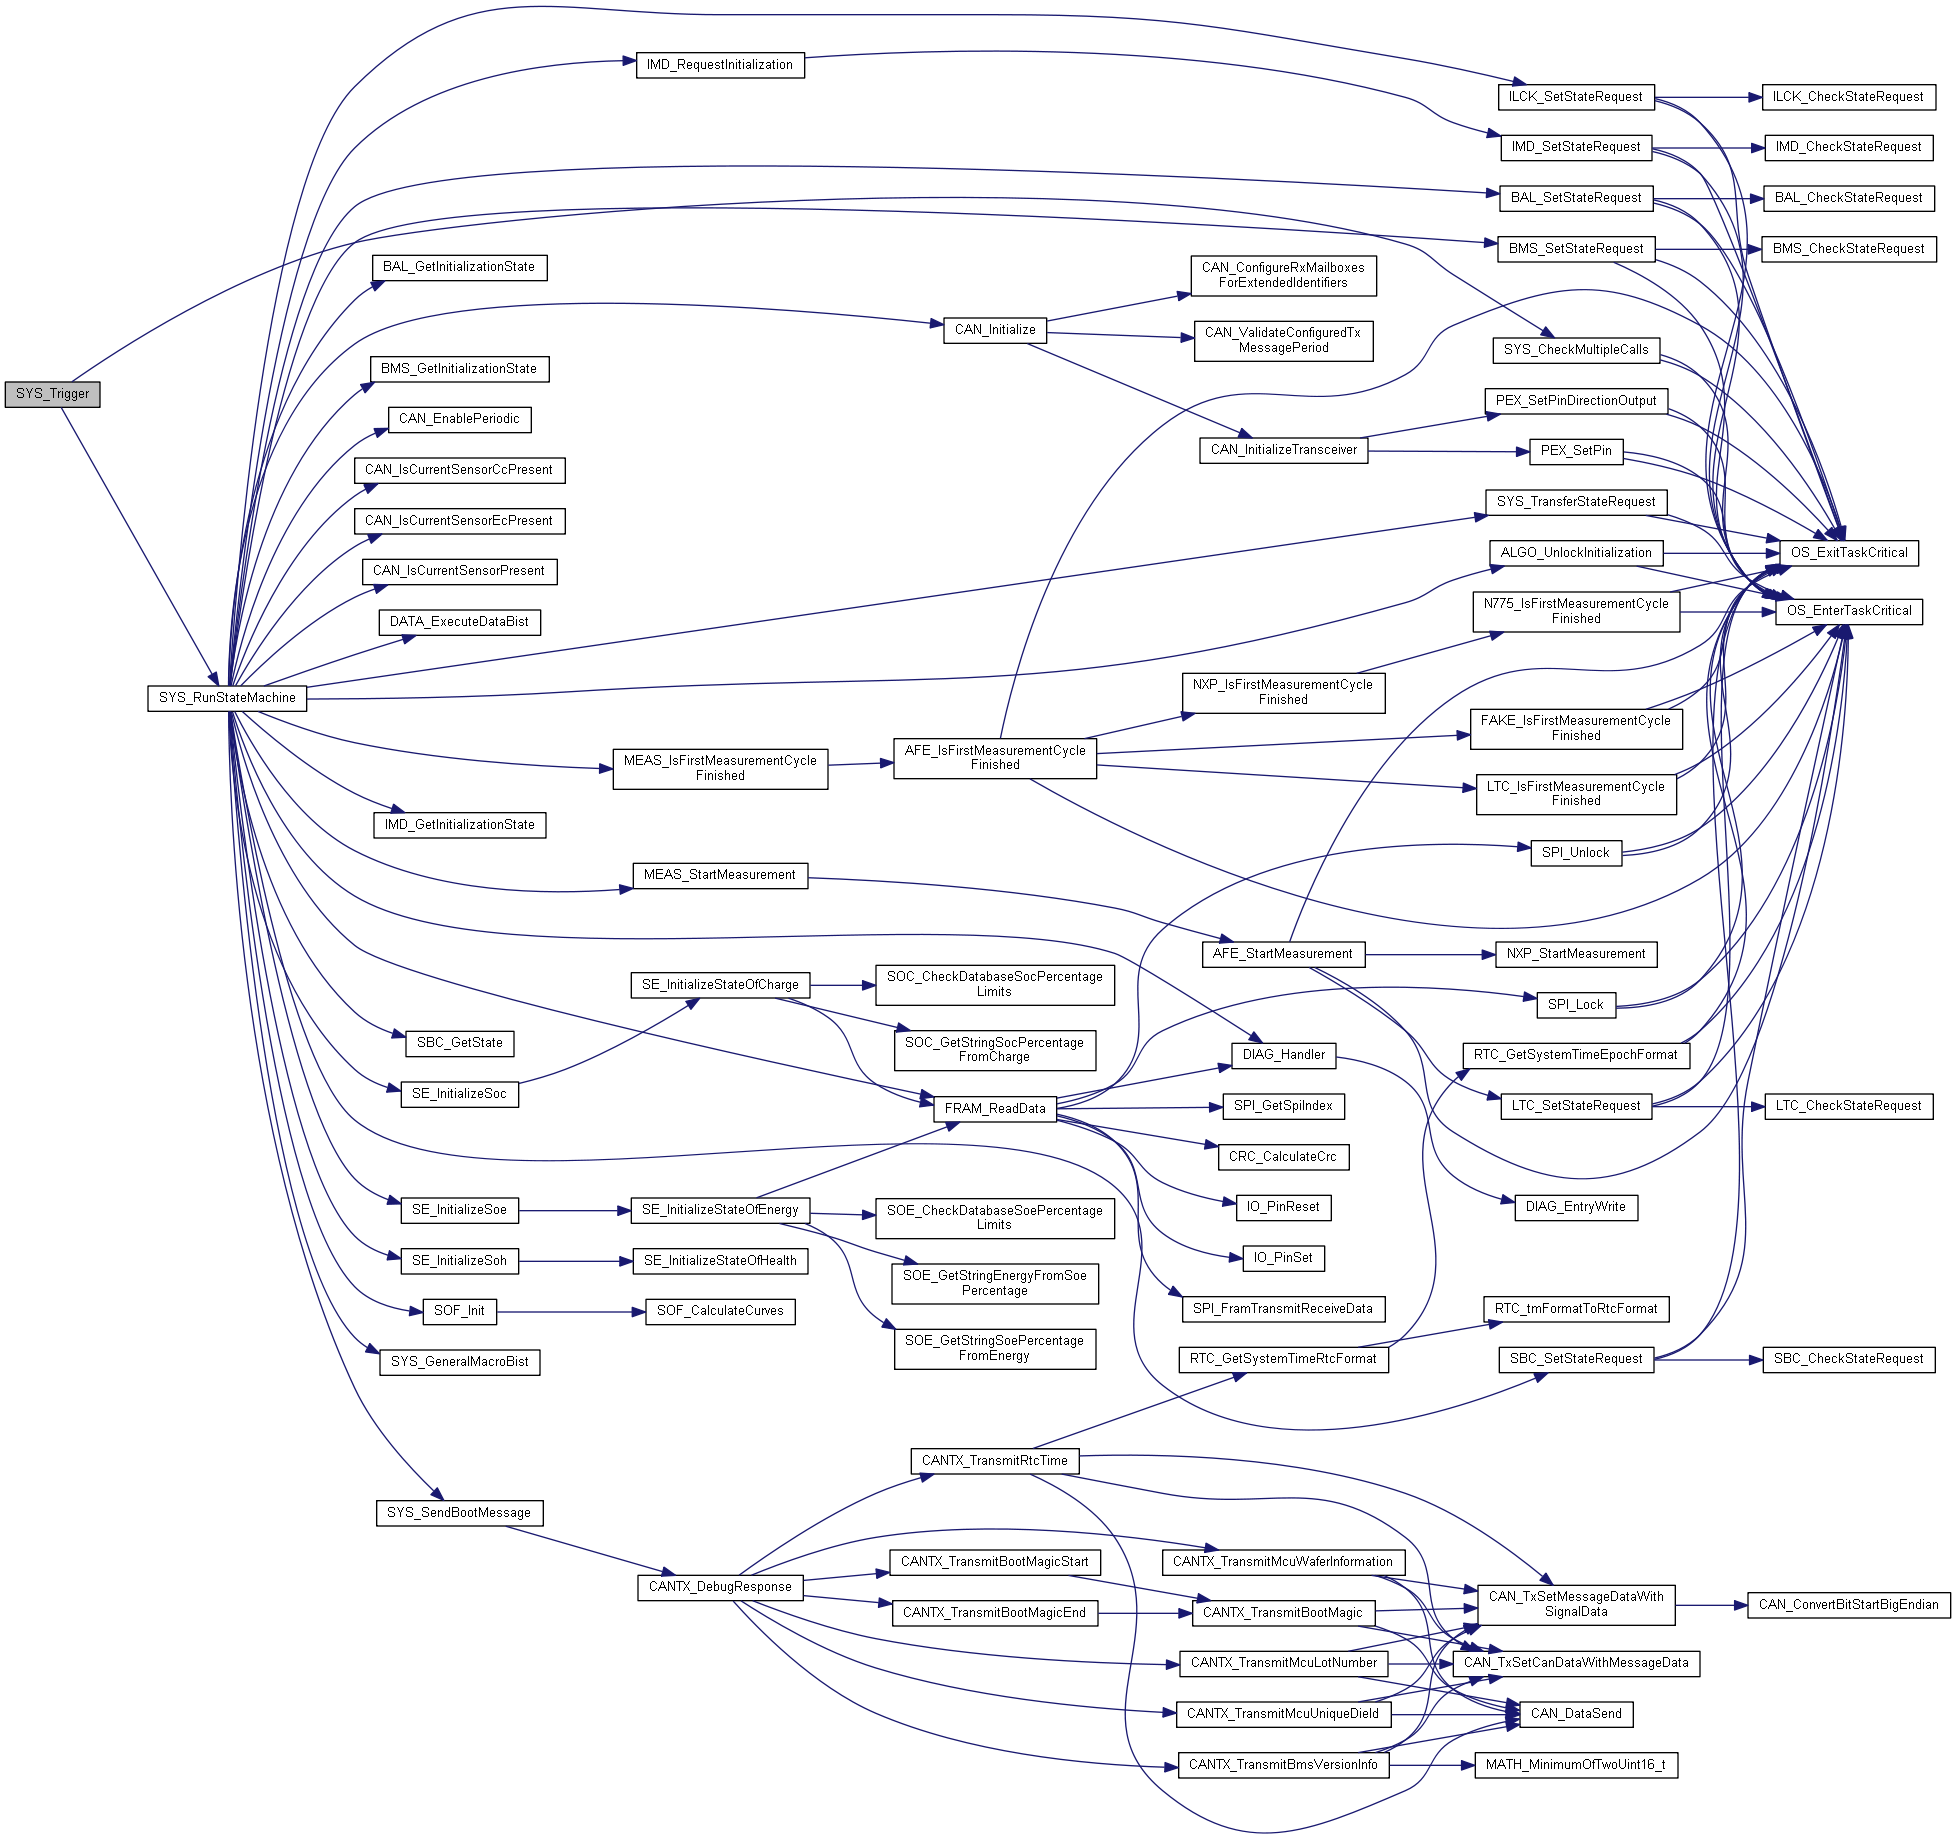 SYS_Trigger
SYS_RunStateMachine
IMD_RequestInitialization
BAL_GetInitializationState
BMS_GetInitializationState
CAN_EnablePeriodic
CAN_IsCurrentSensorCcPresent
CAN_IsCurrentSensorEcPresent
CAN_IsCurrentSensorPresent
DATA_ExecuteDataBist
MEAS_IsFirstMeasurementCycle
Finished
IMD_GetInitializationState
MEAS_StartMeasurement
SE_InitializeStateOfCharge
SBC_GetState
SE_InitializeSoc
SE_InitializeSoe
SE_InitializeStateOfEnergy
SE_InitializeSoh
SE_InitializeStateOfHealth
SOF_Init
SOF_CalculateCurves
SYS_GeneralMacroBist
SYS_SendBootMessage
CANTX_DebugResponse
CAN_Initialize
AFE_IsFirstMeasurementCycle
Finished
SOC_CheckDatabaseSocPercentage
Limits
SOC_GetStringSocPercentage
FromCharge
FRAM_ReadData
SOE_CheckDatabaseSoePercentage
Limits
SOE_GetStringEnergyFromSoe
Percentage
SOE_GetStringSoePercentage
FromEnergy
CANTX_TransmitRtcTime
CANTX_TransmitBootMagicStart
CANTX_TransmitBootMagicEnd
CAN_ConfigureRxMailboxes
ForExtendedIdentifiers
CAN_ValidateConfiguredTx
MessagePeriod
CAN_InitializeTransceiver
NXP_IsFirstMeasurementCycle
Finished
AFE_StartMeasurement
DIAG_Handler
SPI_GetSpiIndex
CRC_CalculateCrc
IO_PinReset
IO_PinSet
SPI_FramTransmitReceiveData
RTC_GetSystemTimeRtcFormat
CANTX_TransmitMcuWaferInformation
CANTX_TransmitBootMagic
CANTX_TransmitMcuLotNumber
CANTX_TransmitMcuUniqueDieId
CANTX_TransmitBmsVersionInfo
ILCK_SetStateRequest
IMD_SetStateRequest
BAL_SetStateRequest
BMS_SetStateRequest
SYS_CheckMultipleCalls
PEX_SetPinDirectionOutput
PEX_SetPin
SYS_TransferStateRequest
ALGO_UnlockInitialization
N775_IsFirstMeasurementCycle
Finished
FAKE_IsFirstMeasurementCycle
Finished
LTC_IsFirstMeasurementCycle
Finished
SPI_Unlock
NXP_StartMeasurement
SPI_Lock
RTC_GetSystemTimeEpochFormat
LTC_SetStateRequest
DIAG_EntryWrite
RTC_tmFormatToRtcFormat
SBC_SetStateRequest
CAN_TxSetMessageDataWith
SignalData
CAN_TxSetCanDataWithMessageData
CAN_DataSend
MATH_MinimumOfTwoUint16_t
ILCK_CheckStateRequest
IMD_CheckStateRequest
BAL_CheckStateRequest
BMS_CheckStateRequest
OS_ExitTaskCritical
OS_EnterTaskCritical
LTC_CheckStateRequest
SBC_CheckStateRequest
CAN_ConvertBitStartBigEndian